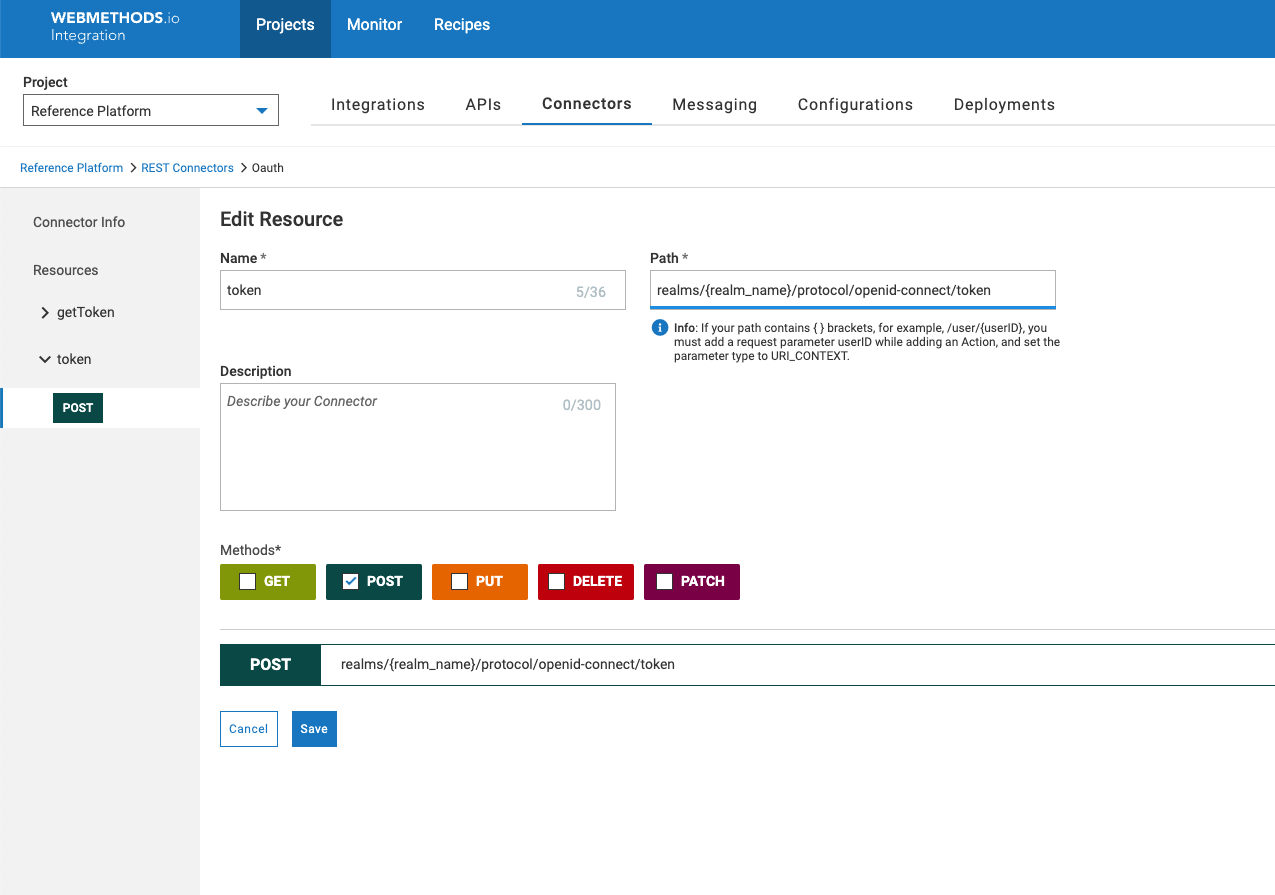 WEBMETHODS.io
Integration
Projects
Monitor
Recipes
Project
Reference Platform
Integrations
APIs
Connectors
Messaging
Configurations
Deployments
Reference Platform > REST Connectors > Oauth
Connector Info
Resources
getToken
token
POST
Edit Resource
Name *
token
5/36
Path *
realms/{realm_name}/protocol/openid-connect/token
Info: If your path contains { } brackets, for example, /user/{userID}, you
must add a request parameter userID while adding an Action, and set the
parameter type to URI_CONTEXT.
Description
Describe your Connector
0/300
Methods*
GET
POST
PUT
DELETE
PATCH
POST
realms/{realm_name}/protocol/openid-connect/token
Cancel
Save